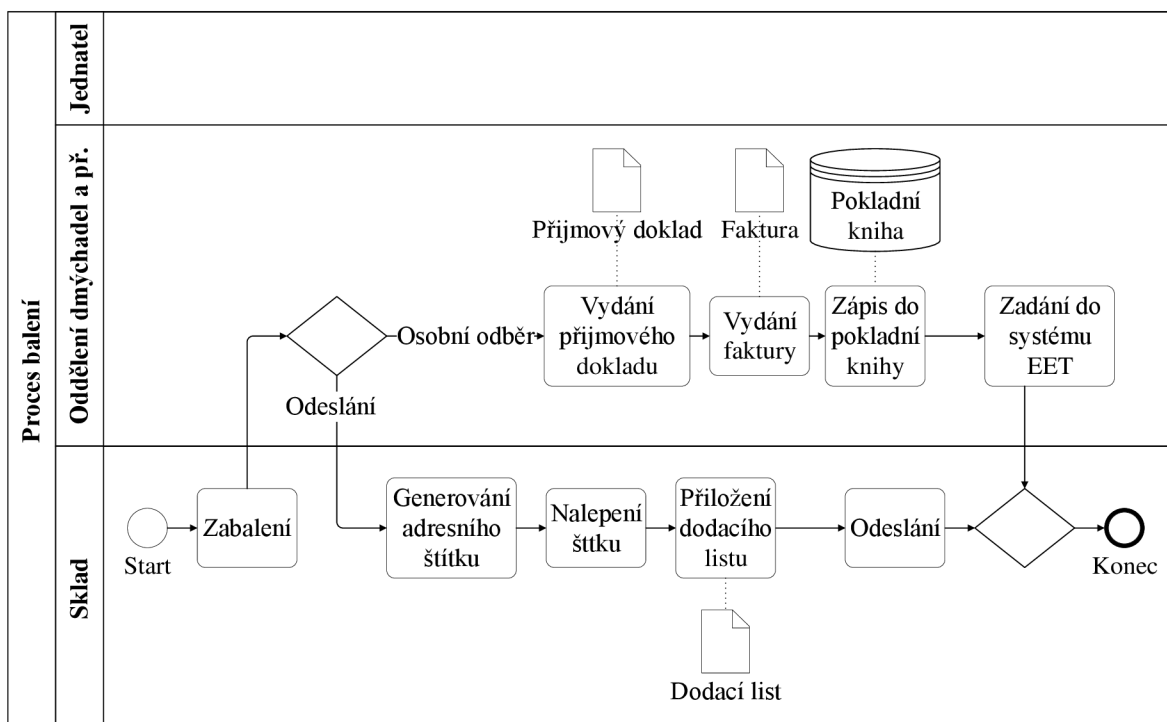 Proces balení
Jednatel
Oddělení dmýchadel a př.
Sklad
Přijmový doklad
Faktura
Pokladní
kniha
Osobní odběr
Vydání
přijmového
dokladu
Vydání
faktury
Zápis do
pokladní
knihy
Zadání do
systému
EET
Odeslání
Start
Zabalení
Generování
adresního
štítku
Nalepení
šttku
Přiložení
dodacího
listu
Odeslání
Konec
Dodací list